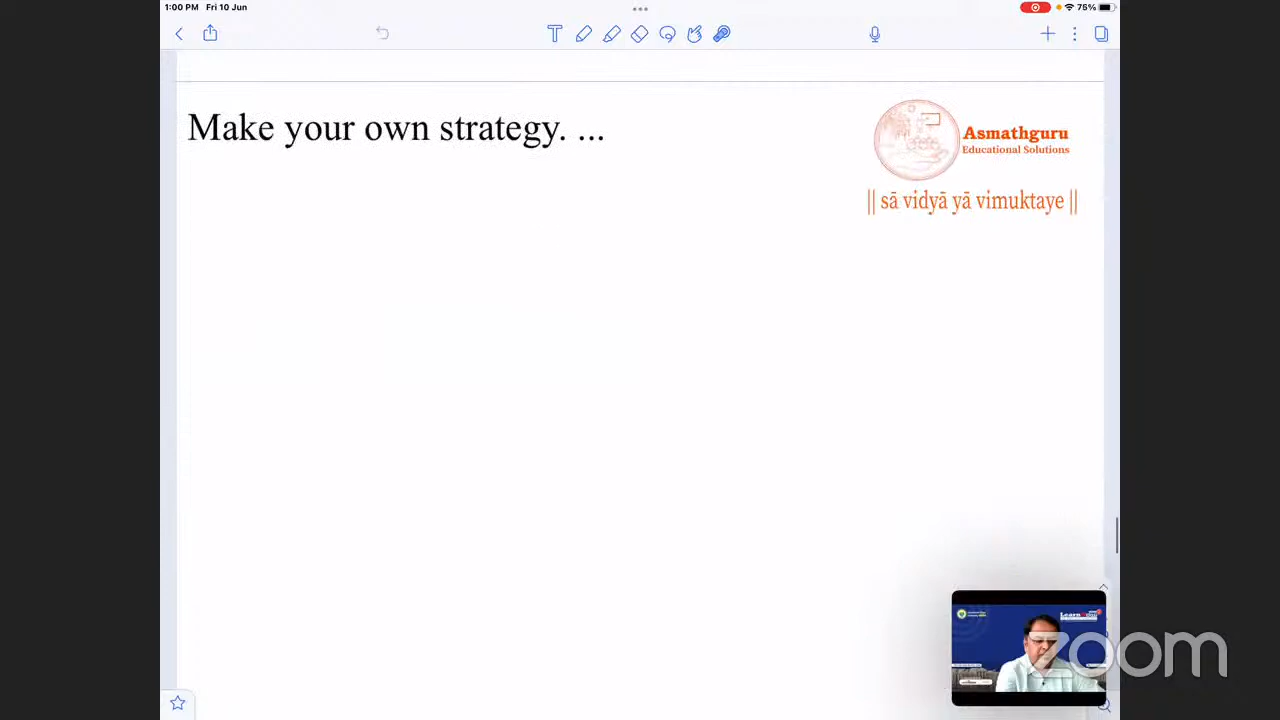 1:00 PM Fri 10 Jun
75%
Make your own strategy. ...
Asmathguru
Educational Solutions
|| sā vidyā yā vimuktaye ||
zoom